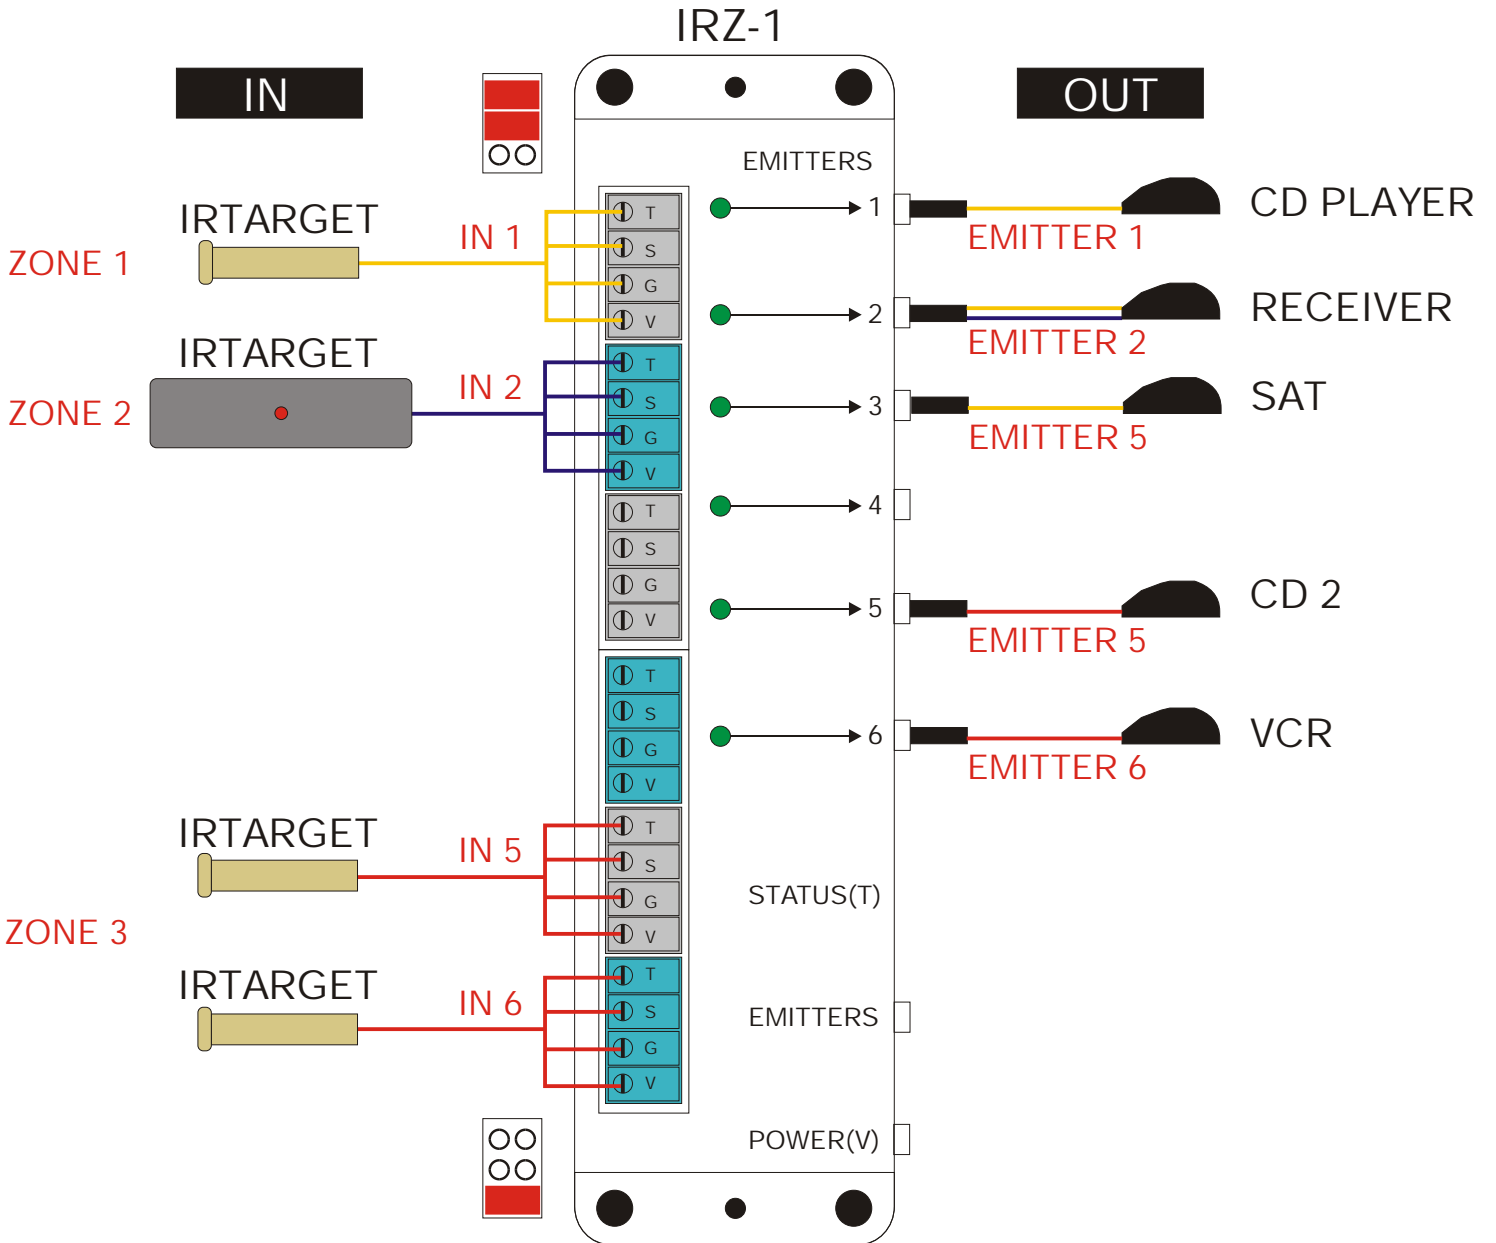 IRZ-1
IN
OUT
EMITTERS
ZONE 1
IRTARGET
IN 1
T
S
G
V
1
EMITTER 1
CD PLAYER
2
EMITTER 2
RECEIVER
ZONE 2
IRTARGET
IN 2
T
S
G
V
3
EMITTER 5
SAT
T
S
G
V
4
5
EMITTER 5
CD 2
T
S
G
V
6
EMITTER 6
VCR
ZONE 3
IRTARGET
IN 5
T
S
G
V
STATUS(T)
IRTARGET
IN 6
T
S
G
V
EMITTERS
POWER(V)